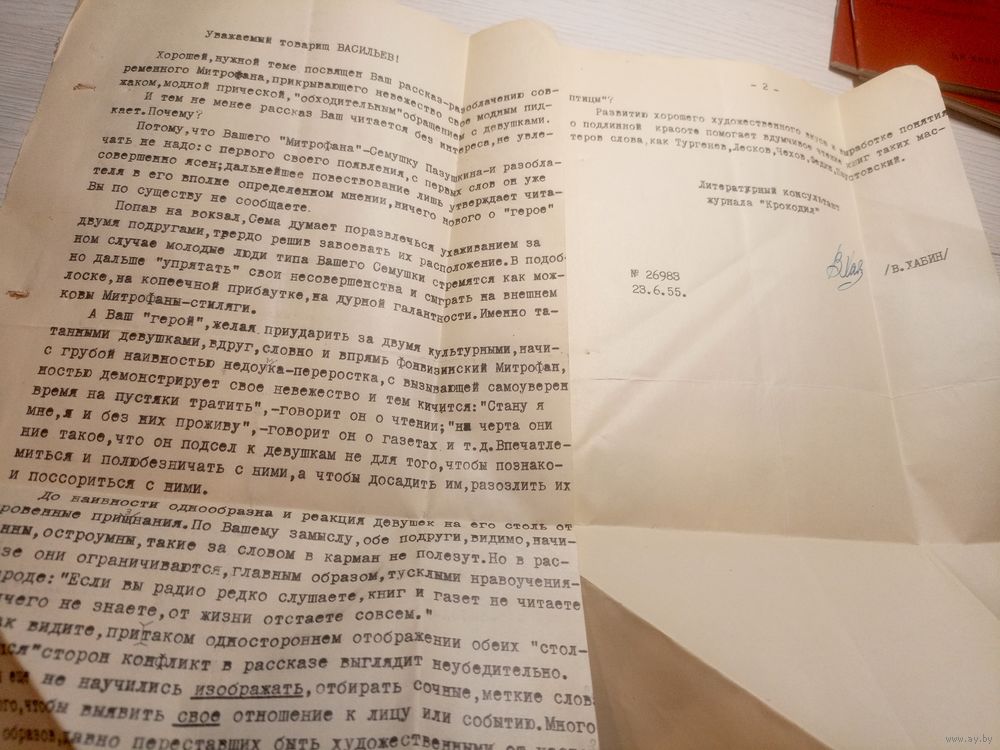 Уважаемый товарищ ВАСИЛЬЕВ!
Хорошей,нужной теме посвящен Ваш рассказ-разоблачению сов-
ременного Митрофана,прикрывающего невежество свое модным пид-
жаком,модной прической,"обходительным"обращением с девушками.
И тем не менее рассказ Ваш читается без интереса,не увле-
кает.Почему?
Потому,что Вашего "Митрофана"-Семушку Пазушкина-и разобла-
чать не надо:с первого своего появления,с первых слов он уже
совершенно ясен;дальнейшее повествование лишь утверждает чита-
теля в его вполне определенном мнении,ничего нового о "герое"
Вы по существу не сообщаете.
Попав на вокзал,Сема думает поразвлечься ухаживанием за
двумя подругами,твердо решив завоевать их расположение.В подоб-
ном случае молодые люди типа Вашего Семушки стремятся как мож-
но дальше "упрятать" свои несовершенства и сыграть на внешнем
лоске,на копеечной прибаутке,на дурной галантности.Именно та-
ковы Митрофаны-стиляги.
А Ваш "герой",желая приударить за двумя культурными,начи-
танными девушками,вдруг,словно и впрямь Фонвизинский Митрофан,
с грубой наивностью недоука-переростка,с вызывающей самоуверен
ностью демонстрирует свое невежество и тем кичится:"Стану я
время на пустяки тратить",-говорит он о чтении;"на черта они
мне,я и без них проживу",-говорит он о газетах и т.д.Впечатле-
ние такое,что он подсел к девушкам не для того,чтобы познако-
миться и полюбезничать с ними,а чтобы досадить им,разозлить их
и поссориться с ними.
До наивности однообразна и реакция девушек на его столь от
ровенные признания.По Вашему замыслу,обе подруги,видимо,начи-
нны,остроумны,такие за словом в карман не полезут.Но в рас-
зе они ограничиваются,главным образом,тусклыми нравоучения-
роде:"Если вы радио редко слушаете,книг и газет не читаете
ичего не знаете,от жизни отстаете совсем."
ак видите,при таком одностороннем отображении обеих "стол-
ся"сторон конфликт в рассказе выглядит неубедительно.
еще не научились изображать,отбирать сочные,меткие слов
ого,чтобы выявить свое отношение к лицу или событию.Много
образов,давно переставших быть художественными от
- 2 -
птицы"?
Развитию хорошего художественного вкуса и выработке понятия
о подлинной красоте помогает вдумчивое чтение книг таких мас-
теров слова,как Тургенев,Лесков,Чехов,Федин,Паустовский.
Литературный консультант
журнала "Крокодил"
/В.ХАБИН/
№ 26983
23.6.55.
www.ay.by